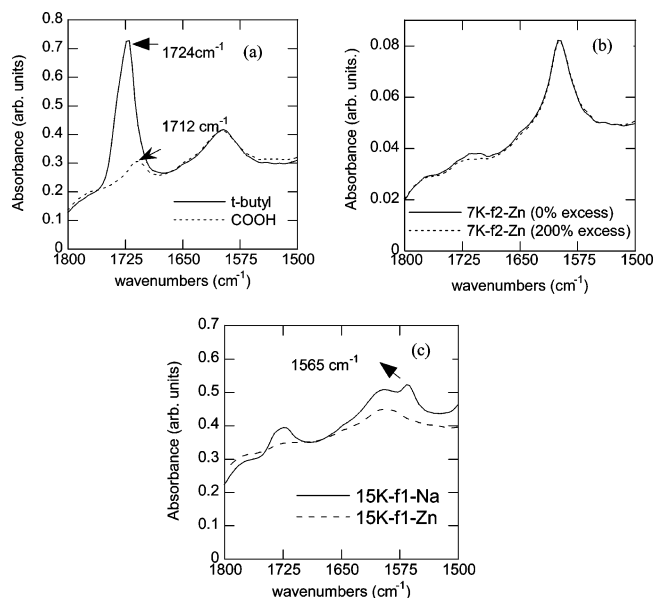 0.8
0.7
0.6
0.5
0.4
0.3
0.2
0.1
0
Absorbance (arb. units)
1724cm-1
(a)
1712 cm-1
t-butyl
COOH
1800 1725 1650 1575 1500
wavenumbers (cm-1)
0.08
0.06
0.04
0.02
0
Absorbance (arb. units.)
(b)
7K-f2-Zn (0% excess)
7K-f2-Zn (200% excess)
1800 1725 1650 1575 1500
wavenumbers (cm-1)
0.7
0.6
0.5
0.4
0.3
0.2
0.1
0
Absorbance (arb. units)
1565 cm-1
(c)
15K-f1-Na
15K-f1-Zn
1800 1725 1650 1575 1500
wavenumbers (cm-1)